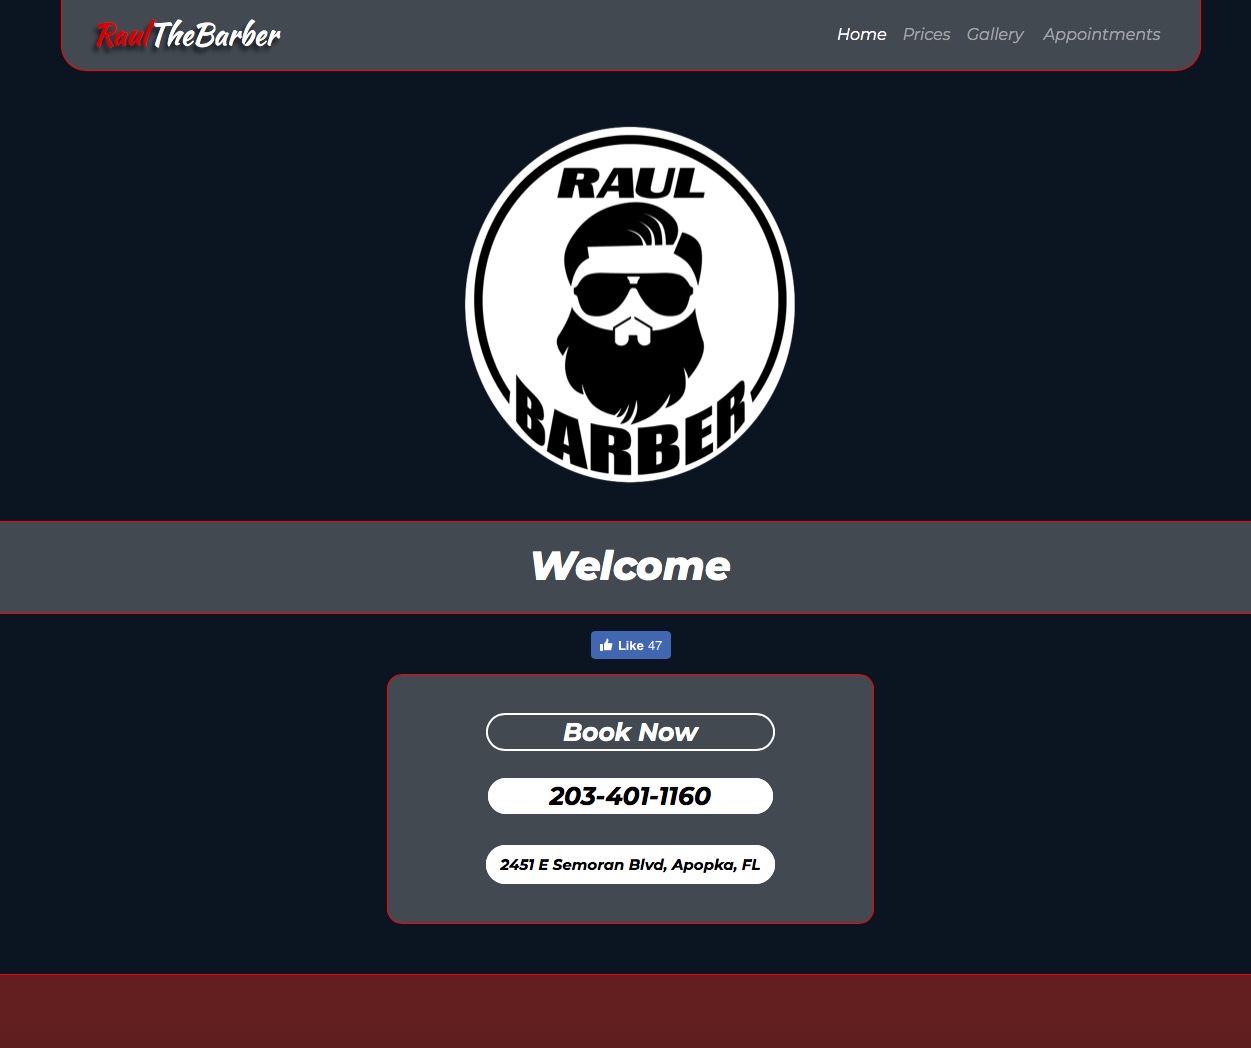 RaulTheBarber
Home Prices Gallery Appointments
RAUL
BARBER
Welcome
Like 47
Book Now
203-401-1160
2451 E Semoran Blvd, Apopka, FL